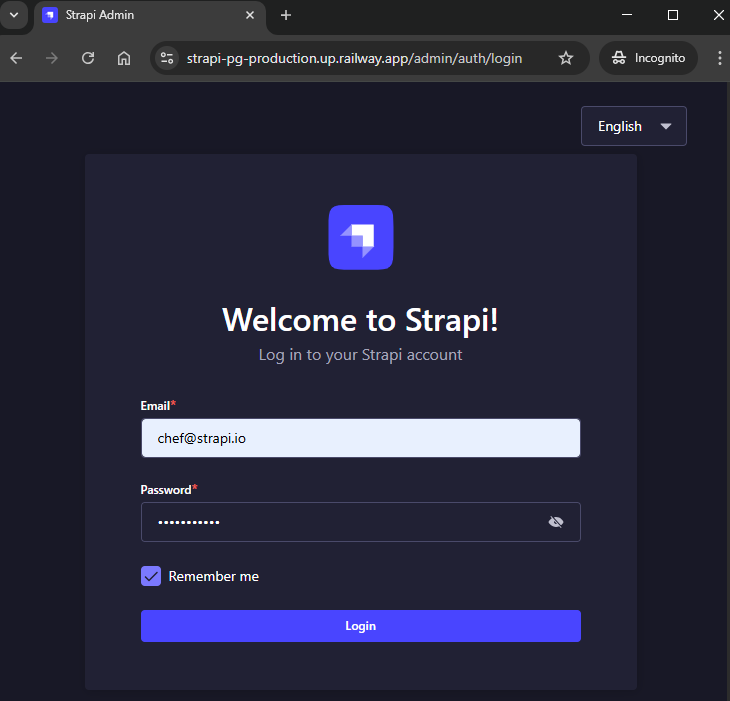 Strapi Admin
strapi-pg-production.up.railway.app/admin/auth/login
Incognito
English
Welcome to Strapi!
Log in to your Strapi account
Email*
chef@strapi.io
Password*
•••••••••••
Remember me
Login